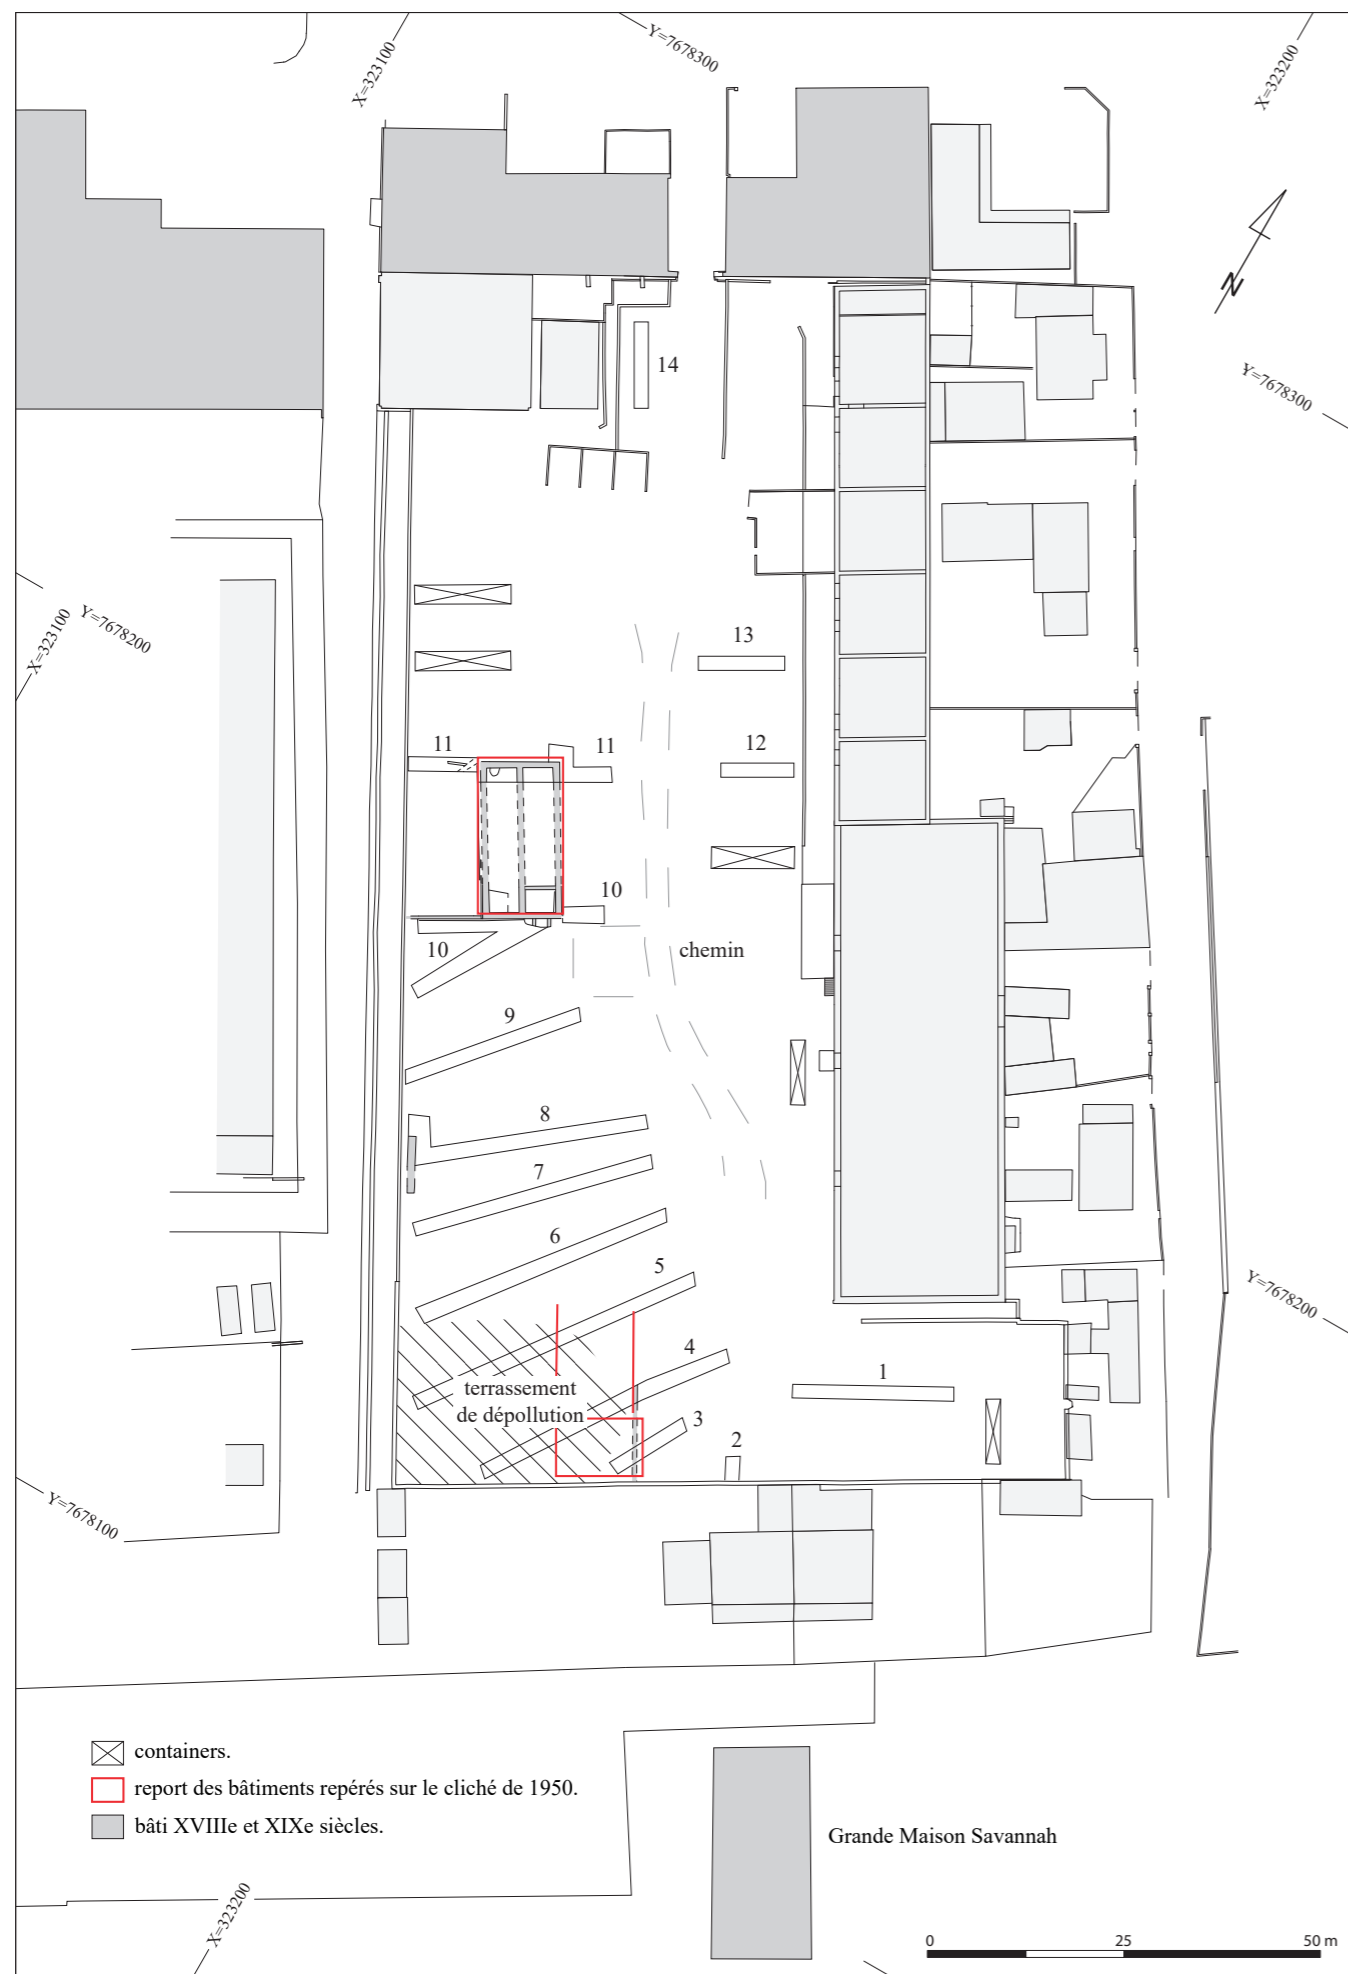 X=323100
Y=7678300
X=323200
N
14
Y=7678300
X=323100
Y=7678200
13
11
11
12
10
10
chemin
9
8
7
6
5
Y=7678200
4
1
terrassement
de dépollution
3
2
Y=7678100
containers.
report des bâtiments repérés sur le cliché de 1950.
bâti XVIIIe et XIXe siècles.
Grande Maison Savannah
X=323200
0 25 50 m